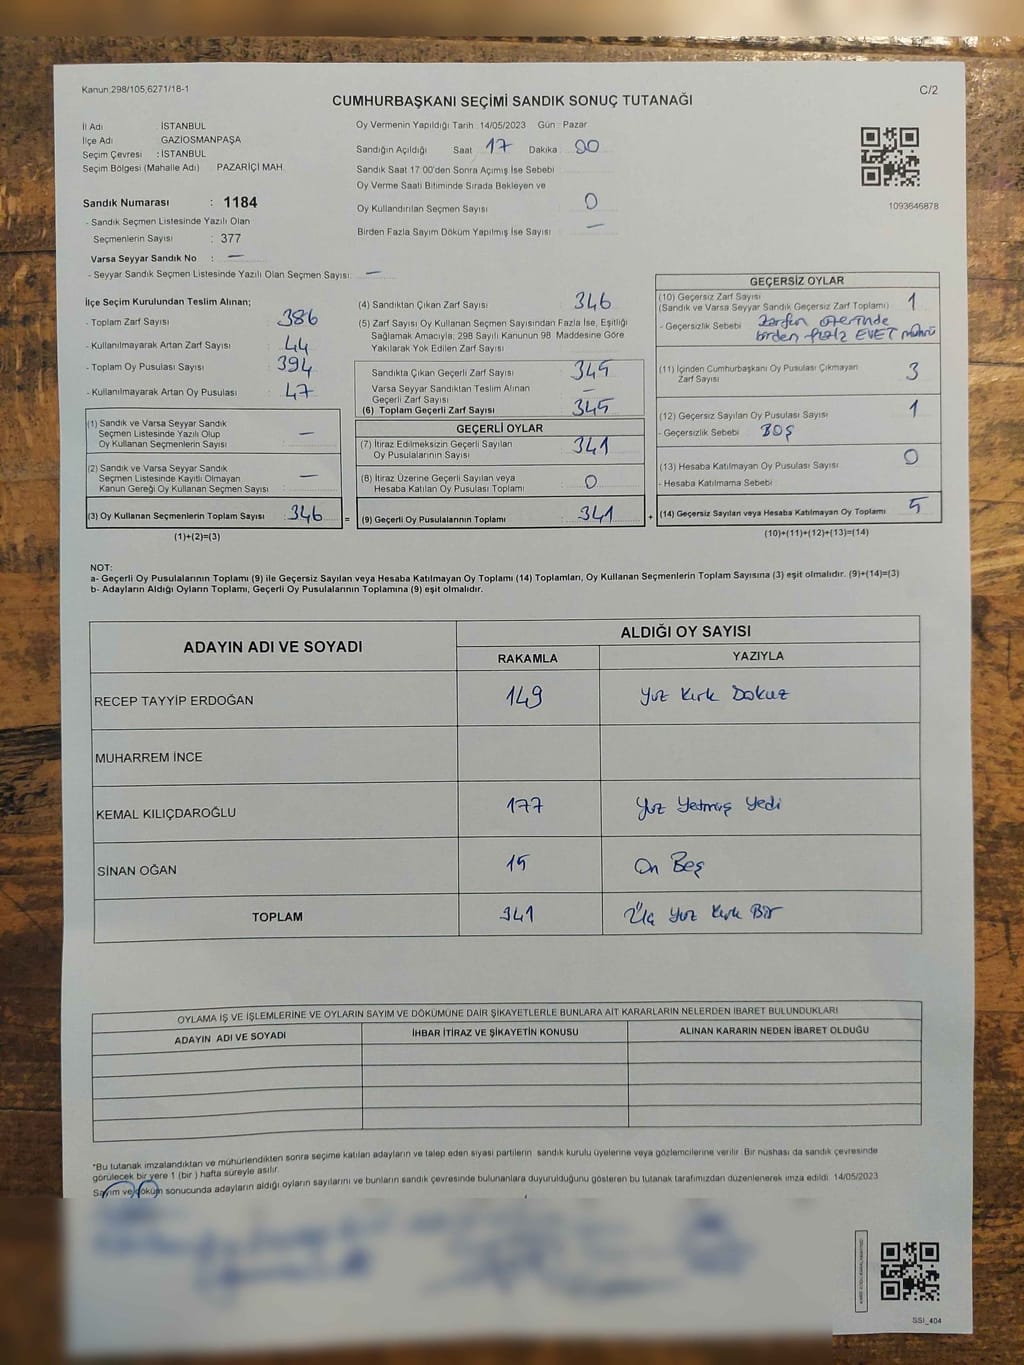 Kanun 298/105,6271/18-1
C/2
CUMHURBAŞKANI SEÇİMİ SANDIK SONUÇ TUTANAĞI
İl Adı : İSTANBUL
İlçe Adı GAZİOSMANPAŞA
Seçim Çevresi : İSTANBUL
Seçim Bölgesi (Mahalle Adı) PAZARİÇİ MAH.
Oy Vermenin Yapıldığı Tarih 14/05/2023 Gün : Pazar
Sandığın Açıldığı Saat 17 Dakika 00
Sandık Saat 17 00'den Sonra Açımış İse Sebebi
Oy Verme Saati Bitiminde Sırada Bekleyen ve
Oy Kullandırılan Seçmen Sayısı 0
Birden Fazla Sayım Döküm Yapılmış İse Sayısı —
1093646878
Sandık Numarası : 1184
- Sandık Seçmen Listesinde Yazılı Olan
Seçmenlerin Sayısı : 377
Varsa Seyyar Sandık No : —
- Seyyar Sandık Seçmen Listesinde Yazılı Olan Seçmen Sayısı: —
İlçe Seçim Kurulundan Teslim Alınan;
- Toplam Zarf Sayısı : 386
- Kullanılmayarak Artan Zarf Sayısı : 44
- Toplam Oy Pusulası Sayısı : 394
- Kullanılmayarak Artan Oy Pusulası : 47
(1) Sandık ve Varsa Seyyar Sandık
Seçmen Listesinde Yazılı Olup
Oy Kullanan Seçmenlerin Sayısı : —
(2) Sandık ve Varsa Seyyar Sandık
Seçmen Listesinde Kayıtlı Olmayan
Kanun Gereği Oy Kullanan Seçmen Sayısı : —
(3) Oy Kullanan Seçmenlerin Toplam Sayısı : 346 =
(1)+(2)=(3)
(4) Sandıktan Çıkan Zarf Sayısı : 346
(5) Zarf Sayısı Oy Kullanan Seçmen Sayısından Fazla İse, Eşitliği
Sağlamak Amacıyla, 298 Sayılı Kanunun 98. Maddesine Göre
Yakılarak Yok Edilen Zarf Sayısı
Sandıkta Çıkan Geçerli Zarf Sayısı : 345
Varsa Seyyar Sandıktan Teslim Alınan
Geçerli Zarf Sayısı —
(6) Toplam Geçerli Zarf Sayısı : 345
GEÇERLİ OYLAR
(7) İtiraz Edilmeksizin Geçerli Sayılan
Oy Pusulalarının Sayısı : 341
(8) İtiraz Üzerine Geçerli Sayılan veya
Hesaba Katılan Oy Pusulası Toplamı : 0
(9) Geçerli Oy Pusulalarının Toplamı : 341 +
GEÇERSİZ OYLAR
(10) Geçersiz Zarf Sayısı
(Sandık ve Varsa Seyyar Sandık Geçersiz Zarf Toplamı) : 1
- Geçersizlik Sebebi Zarfın üzerinde
birden fazla EVET mührü
(11) İçinden Cumhurbaşkanı Oy Pusulası Çıkmayan
Zarf Sayısı 3
(12) Geçersiz Sayılan Oy Pusulası Sayısı 1
- Geçersizlik Sebebi BOŞ
(13) Hesaba Katılmayan Oy Pusulası Sayısı 0
- Hesaba Katılmama Sebebi
(14) Geçersiz Sayılan veya Hesaba Katılmayan Oy Toplamı 5
(10)+(11)+(12)+(13)=(14)
NOT:
a- Geçerli Oy Pusulalarının Toplamı (9) ile Geçersiz Sayılan veya Hesaba Katılmayan Oy Toplamı (14) Toplamları, Oy Kullanan Seçmenlerin Toplam Sayısına (3) eşit olmalıdır. (9)+(14)=(3)
b- Adayların Aldığı Oyların Toplamı, Geçerli Oy Pusulalarının Toplamına (9) eşit olmalıdır.
ADAYIN ADI VE SOYADI ALDIĞI OY SAYISI
RAKAMLA YAZIYLA
RECEP TAYYİP ERDOĞAN 149 Yüz Kırk Dokuz
MUHARREM İNCE
KEMAL KILIÇDAROĞLU 177 Yüz Yetmiş Yedi
SİNAN OĞAN 15 On Beş
TOPLAM 341 Üç Yüz Kırk Bir
OYLAMA İŞ VE İŞLEMLERİNE VE OYLARIN SAYIM VE DÖKÜMÜNE DAİR ŞİKAYETLERLE BUNLARA AİT KARARLARIN NELERDEN İBARET BULUNDUKLARI
ADAYIN ADI VE SOYADI İHBAR İTİRAZ VE ŞİKAYETİN KONUSU ALINAN KARARIN NEDEN İBARET OLDUĞU
*Bu tutanak imzalandıktan ve mühürlendikten sonra seçime katılan adayların ve talep eden siyasi partilerin sandık kurulu üyelerine veya gözlemcilerine verilir. Bir nüshası da sandık çevresinde
görülecek bir yere 1 (bir ) hafta süreyle asılır.
Sayım ve döküm sonucunda adayların aldığı oyların sayılarını ve bunların sandık çevresinde bulunanlara duyurulduğunu gösteren bu tutanak tarafımızdan düzenlenerek imza edildi. 14/05/2023
SSI_404